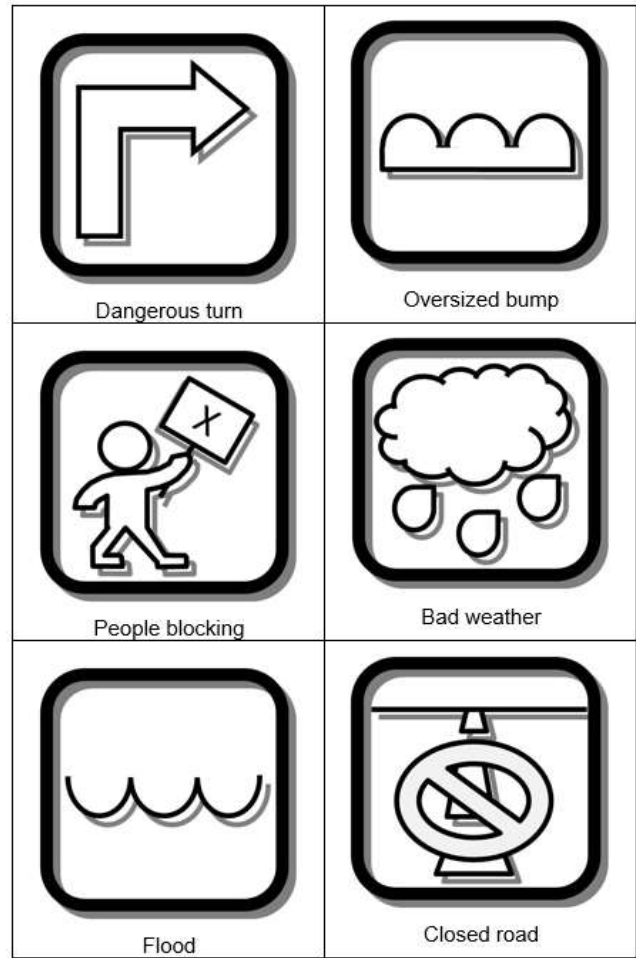 Dangerous turn
Oversized bump
X
People blocking
Bad weather
Flood
Closed road